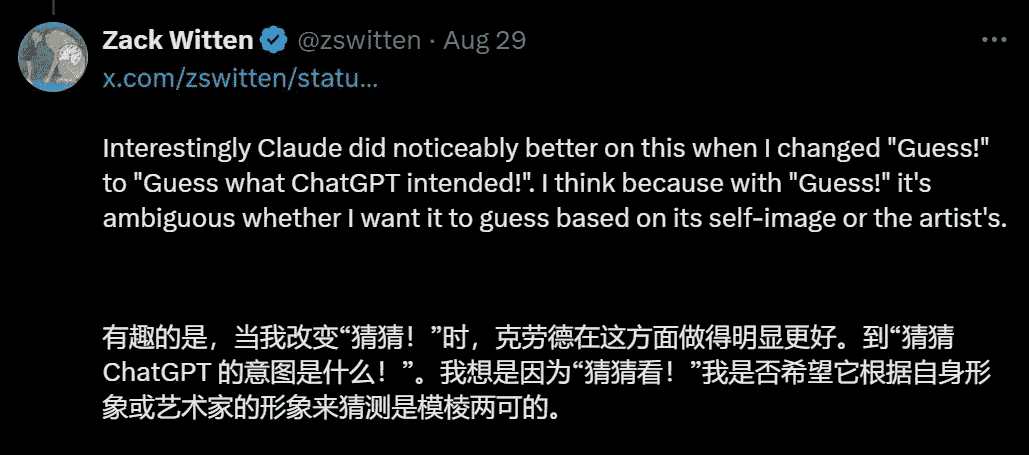 Zack Witten @zswitten · Aug 29
x.com/zswitten/statu...
Interestingly Claude did noticeably better on this when I changed "Guess!"
to "Guess what ChatGPT intended!". I think because with "Guess!" it's
ambiguous whether I want it to guess based on its self-image or the artist's.
有趣的是，当我改变“猜猜！”时，克劳德在这方面做得明显更好。到“猜猜
ChatGPT 的意图是什么！”。我想是因为“猜猜看！”我是否希望它根据自身形
象或艺术家的形象来猜测是模棱两可的。